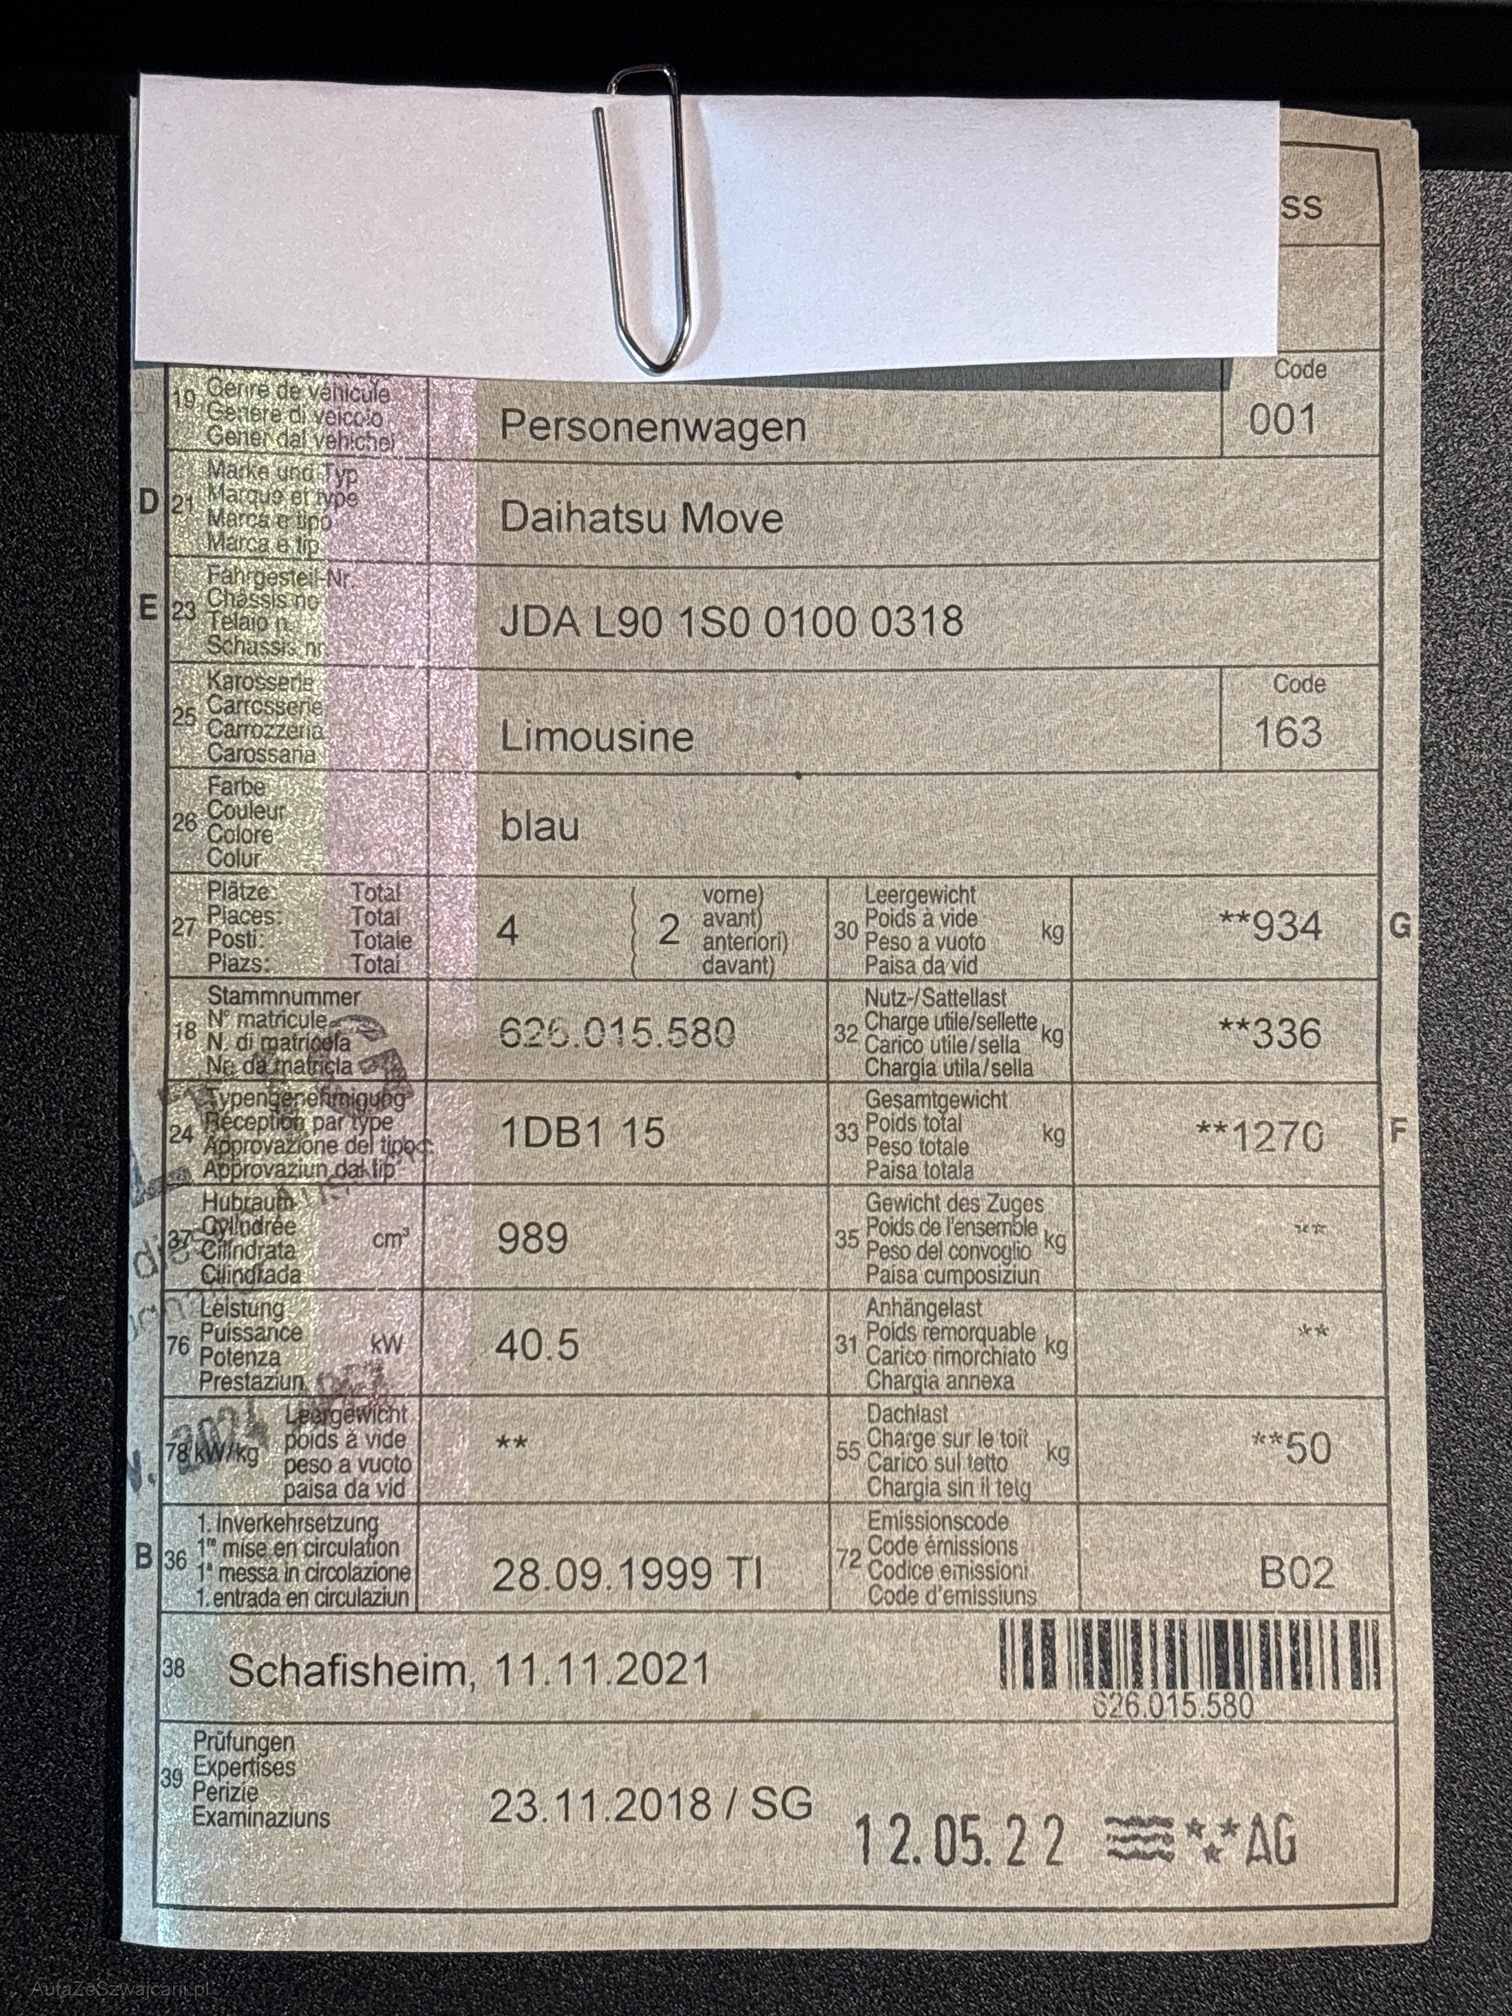 ss
Code
19 Genre de véhicule
Genere di veicolo
Gener dal vehichel
Personenwagen
001
D 21 Marke und Typ
Marque et type
Marca e tipo
Marca e tip
Daihatsu Move
E 23 Fahrgestell-Nr.
Châssis no
Telaio n.
Schassis nr.
JDA L90 1S0 0100 0318
25 Karosserie
Carrosserie
Carrozzeria
Carossaria
Limousine
Code
163
26 Farbe
Couleur
Colore
Colur
blau
27 Plätze: Total
Places: Total
Posti: Totale
Plazs: Total
4 ( 2 vorne)
avant)
anteriori)
davant)
30 Leergewicht
Poids à vide
Peso a vuoto
Paisa da vid
kg
**934 G
18 Stammnummer
N° matricule
N. di matricola
Nr. da matricla
626.015.580
32 Nutz-/Sattellast
Charge utile/sellette
Carico utile/sella
Chargia utila/sella
kg
**336
24 Typengenehmigung
Réception par type
Approvazione del tipo
Approvaziun dal tip
1DB1 15
33 Gesamtgewicht
Poids total
Peso totale
Paisa totala
kg
**1270 F
37 Hubraum
Cylindrée
Cilindrata
Cilindrada
cm³
989
35 Gewicht des Zuges
Poids de l'ensemble
Peso del convoglio
Paisa cumposiziun
kg
**
76 Leistung
Puissance
Potenza
Prestaziun
kW
40.5
31 Anhängelast
Poids remorquable
Carico rimorchiato
Chargia annexa
kg
**
78 kW/kg Leergewicht
poids à vide
peso a vuoto
paisa da vid
**
2024
55 Dachlast
Charge sur le toit
Carico sul tetto
Chargia sin il tetg
kg
**50
B 36 1. Inverkehrsetzung
1re mise en circulation
1a messa in circolazione
1. entrada en circulaziun
28.09.1999 TI
72 Emissionscode
Code émissions
Codice emissioni
Code d'emissiuns
B02
38 Schafisheim, 11.11.2021
626.015.580
39 Prüfungen
Expertises
Perizie
Examinaziuns
23.11.2018 / SG
12.05.22 AG
AutaZeSzwajcarii.pl